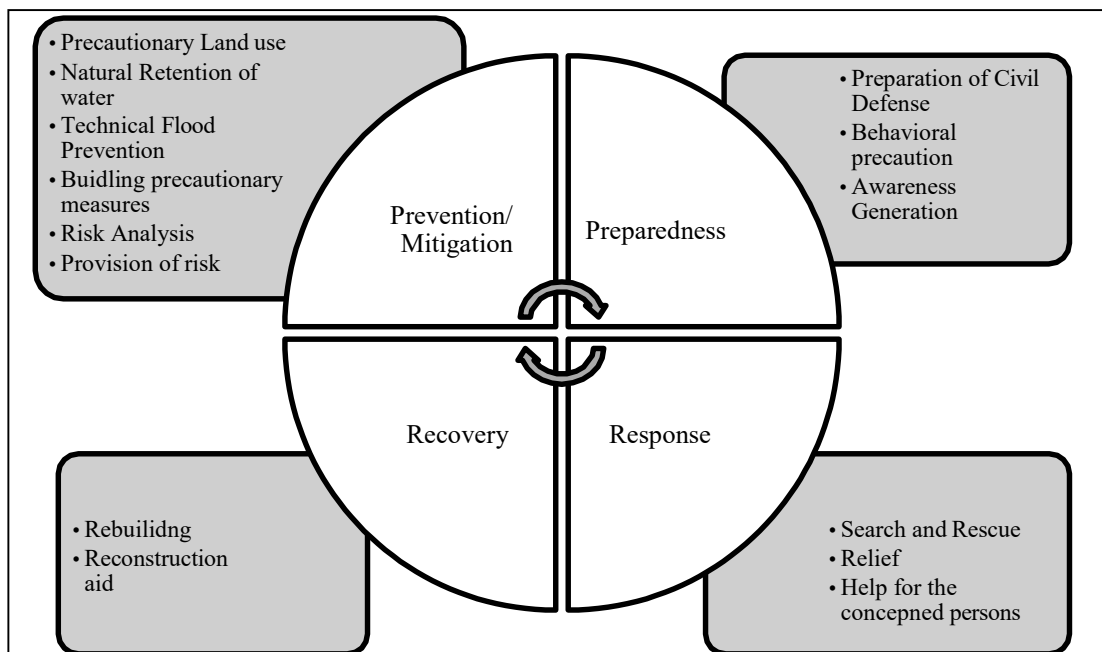 • Precautionary Land use
• Natural Retention of
water
• Technical Flood
Prevention
• Buidling precautionary
measures
• Risk Analysis
• Provision of risk
• Preparation of Civil
Defense
• Behavioral
precaution
• Awareness
Generation
Prevention/
Mitigation
Preparedness
Recovery
Response
• Rebuilidng
• Reconstruction
aid
• Search and Rescue
• Relief
• Help for the
concepned persons